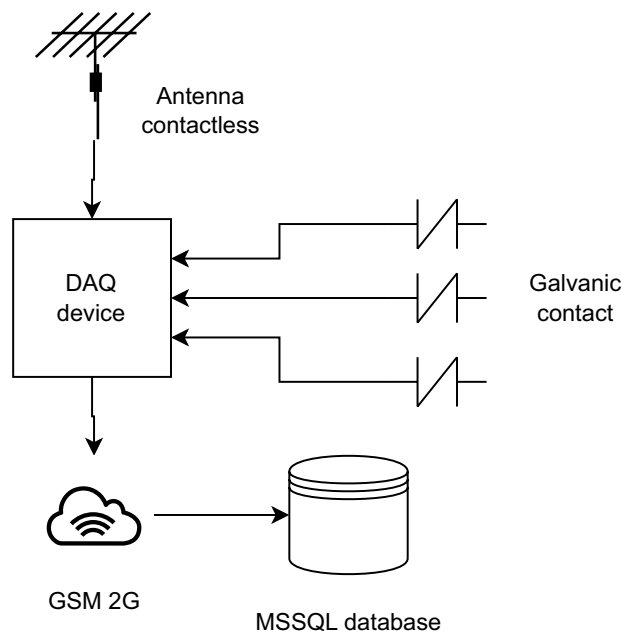 Antenna
contactless
DAQ
device
Galvanic
contact
GSM 2G
MSSQL database